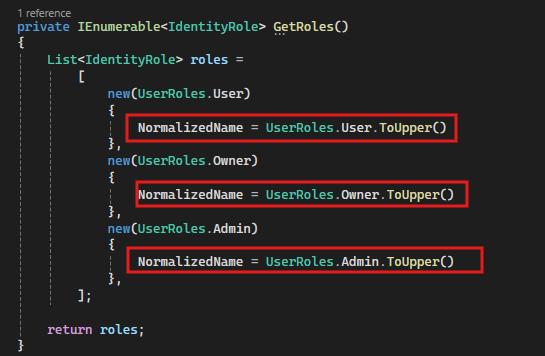 1 reference
private IEnumerable<IdentityRole> GetRoles()
{
List<IdentityRole> roles =
[
new(UserRoles.User)
{
NormalizedName = UserRoles.User.ToUpper()
},
new(UserRoles.Owner)
{
NormalizedName = UserRoles.Owner.ToUpper()
},
new(UserRoles.Admin)
{
NormalizedName = UserRoles.Admin.ToUpper()
},
];
return roles;
}